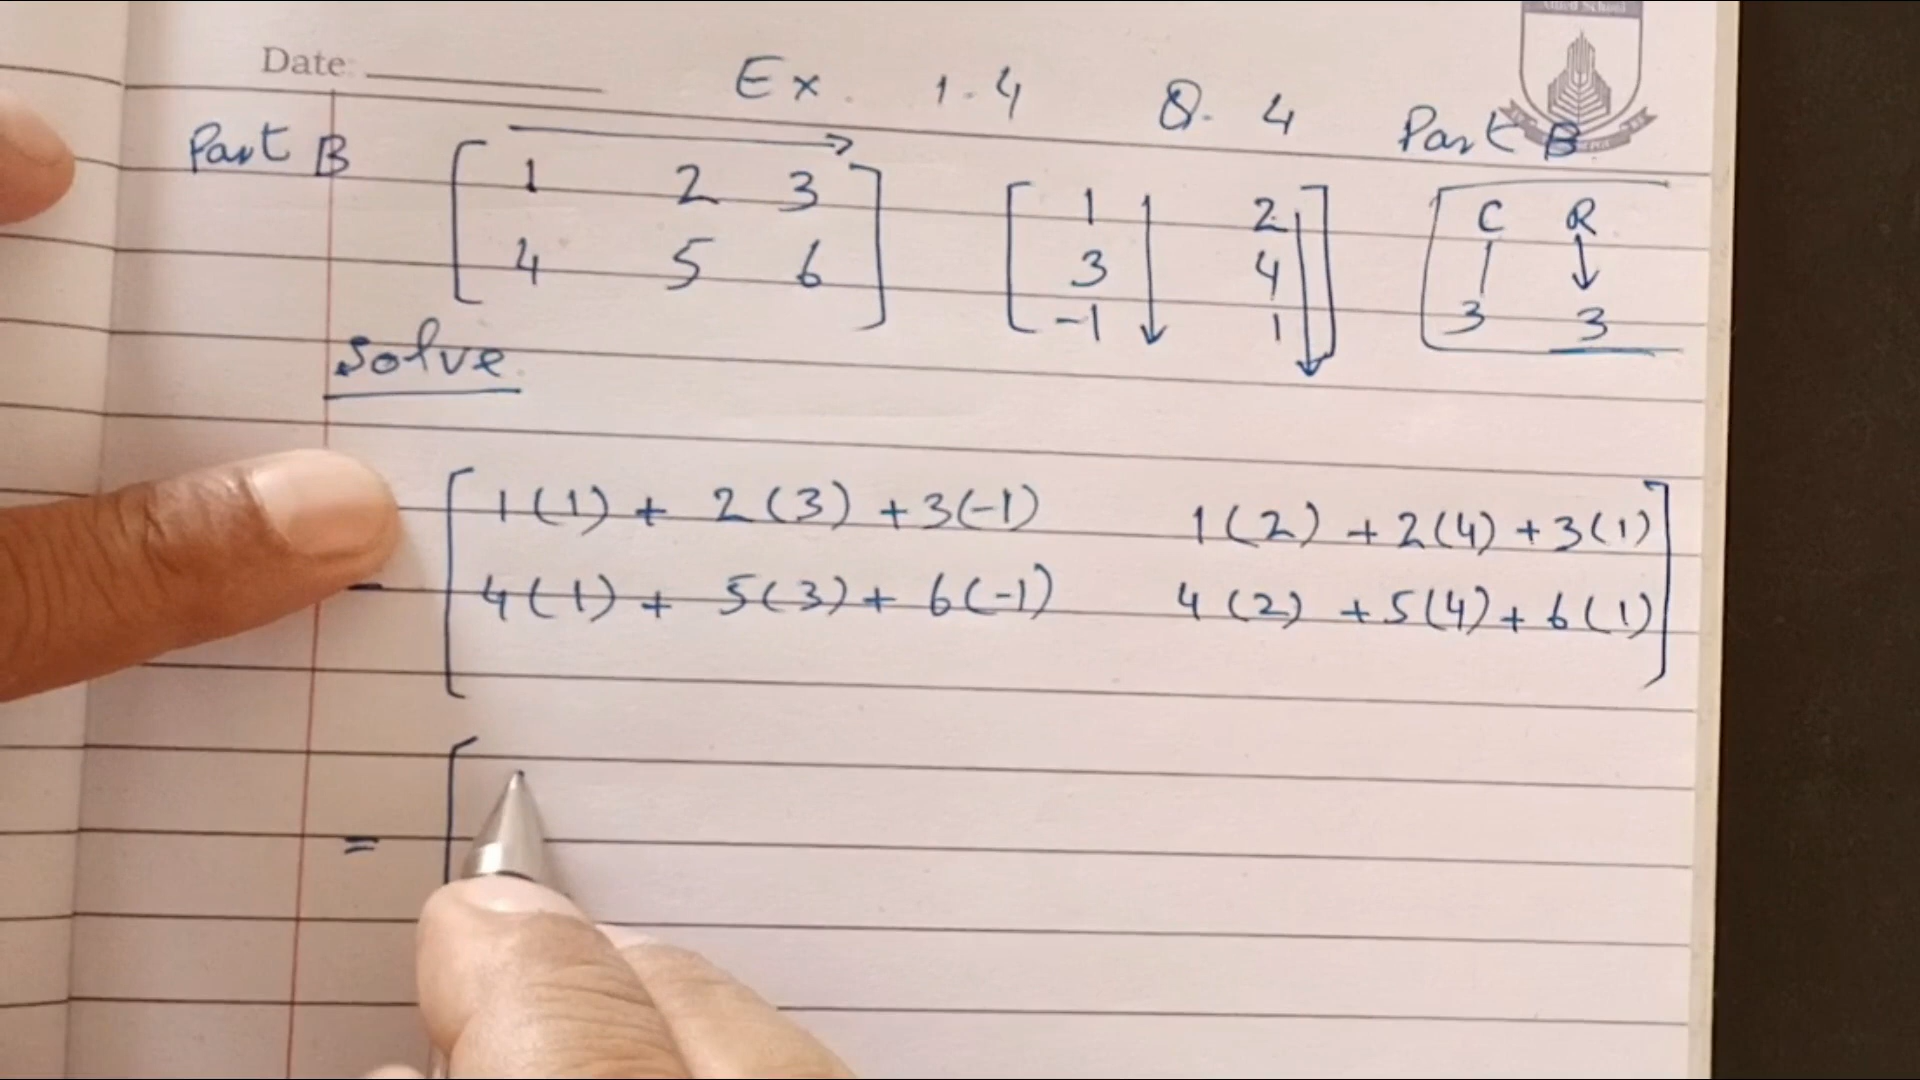 Allied School
Date:
Ex. 1.4 Q. 4 Part B
Part B [ 1 2 3 ] [ 1 2 ] C R
4 5 6 3 4
-1 1 3 3
Solve
= [ 1(1) + 2(3) + 3(-1) 1(2) + 2(4) + 3(1) ]
4(1) + 5(3) + 6(-1) 4(2) + 5(4) + 6(1)
= [